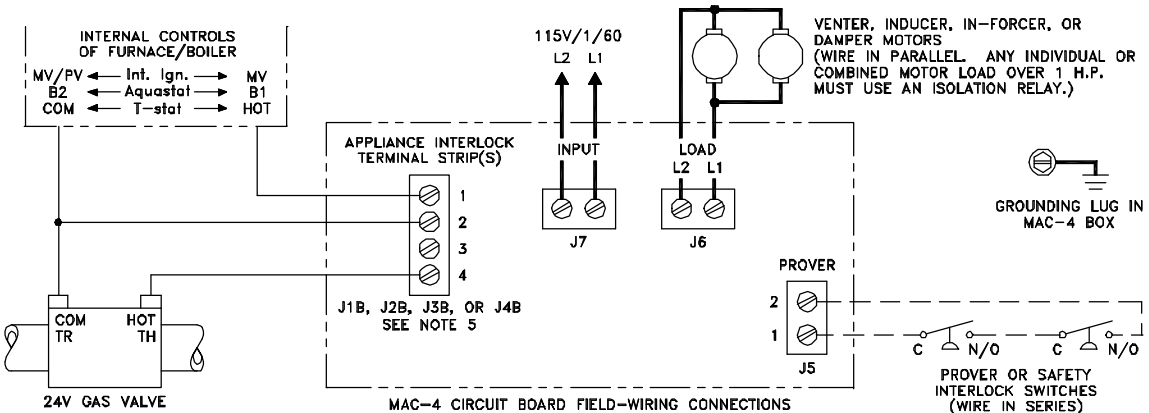 INTERNAL CONTROLS
OF FURNACE/BOILER
MV/PV Int. Ign. MV
B2 Aquastat B1
COM T-stat HOT
115V/1/60
L2 L1
VENTER, INDUCER, IN-FORCER, OR
DAMPER MOTORS
(WIRE IN PARALLEL. ANY INDIVIDUAL OR
COMBINED MOTOR LOAD OVER 1 H.P.
MUST USE AN ISOLATION RELAY.)
APPLIANCE INTERLOCK
TERMINAL STRIP(S)
1
2
3
4
J1B, J2B, J3B, OR J4B
SEE NOTE 5
INPUT
J7
LOAD
L2 L1
J6
GROUNDING LUG IN
MAC-4 BOX
PROVER
2
1
J5
C N/O
C N/O
PROVER OR SAFETY
INTERLOCK SWITCHES
(WIRE IN SERIES)
COM HOT
TR TH
24V GAS VALVE
MAC-4 CIRCUIT BOARD FIELD-WIRING CONNECTIONS